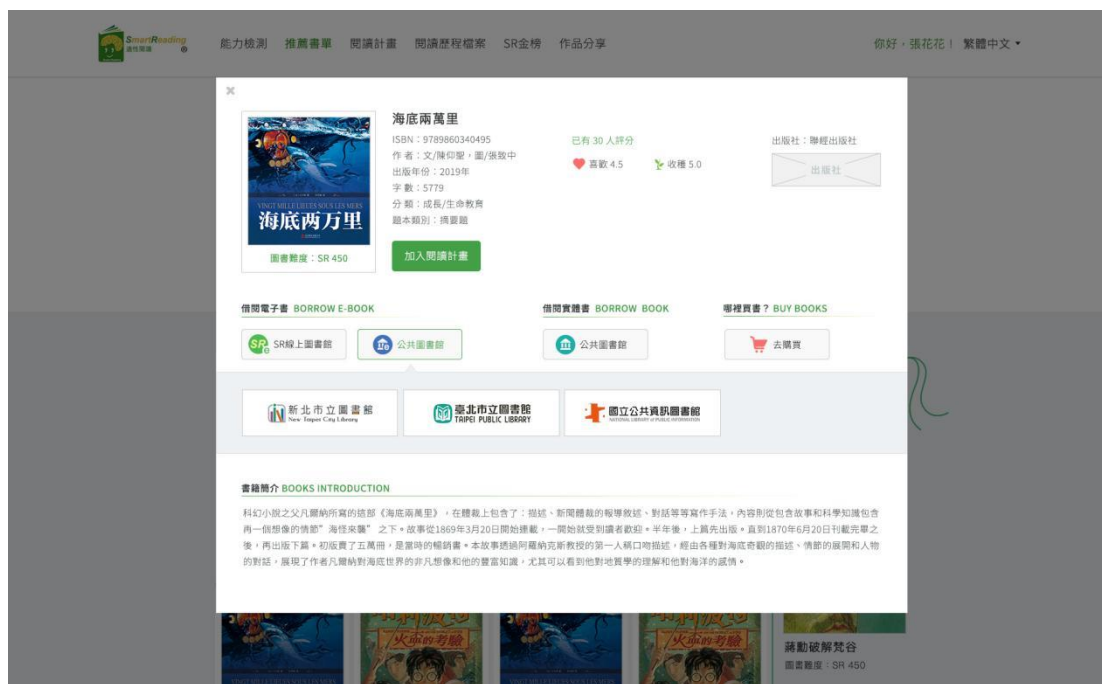 SmartReading
適性閱讀
能力檢測 推薦書單 閱讀計畫 閱讀歷程檔案 SR金榜 作品分享
你好，張花花！ 繁體中文
海底兩萬里
ISBN：9789860340495
作 者：文/陳仰聖，圖/張致中
出版年份：2019年
字 數：5779
分 類：成長/生命教育
題本類別：摘要題
已有 30 人評分
喜歡 4.5 收穫 5.0
出版社：聯經出版社
出版社
VINGT MILLE LIEUES SOUS LES MERS
海底两万里
圖書難度：SR 450
加入閱讀計畫
借閱電子書 BORROW E-BOOK
借閱實體書 BORROW BOOK
哪裡買書？ BUY BOOKS
SR線上圖書館
公共圖書館
公共圖書館
去購買
新北市立圖書館
New Taipei City Library
臺北市立圖書館
TAIPEI PUBLIC LIBRARY
國立公共資訊圖書館
NATIONAL LIBRARY of PUBLIC INFORMATION
書籍簡介 BOOKS INTRODUCTION
科幻小說之父凡爾納所寫的這部《海底兩萬里》，在體裁上包含了：描述、新聞體裁的報導敘述、對話等等寫作手法，內容則從包含故事和科學知識包含
再一個想像的情節”海怪來襲” 之下。故事從1869年3月20日開始連載，一開始就受到讀者歡迎。半年後，上篇先出版。直到1870年6月20日刊載完畢之
後，再出版下篇。初版賣了五萬冊，是當時的暢銷書。本故事透過阿羅納克斯教授的第一人稱口吻描述，經由各種對海底奇觀的描述、情節的展開和人物
的對話，展現了作者凡爾納對海底世界的非凡想像和他的豐富知識，尤其可以看到他對地質學的理解和他對海洋的感情。
火盃的考驗
火盃的考驗
蔣勳破解梵谷
圖書難度：SR 450